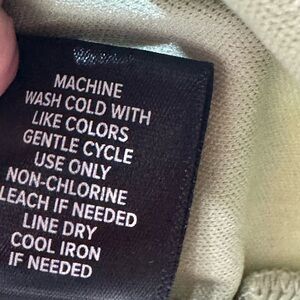 MACHINE
WASH COLD WITH
LIKE COLORS
GENTLE CYCLE
USE ONLY
NON-CHLORINE
LEACH IF NEEDED
LINE DRY
COOL IRON
IF NEEDED